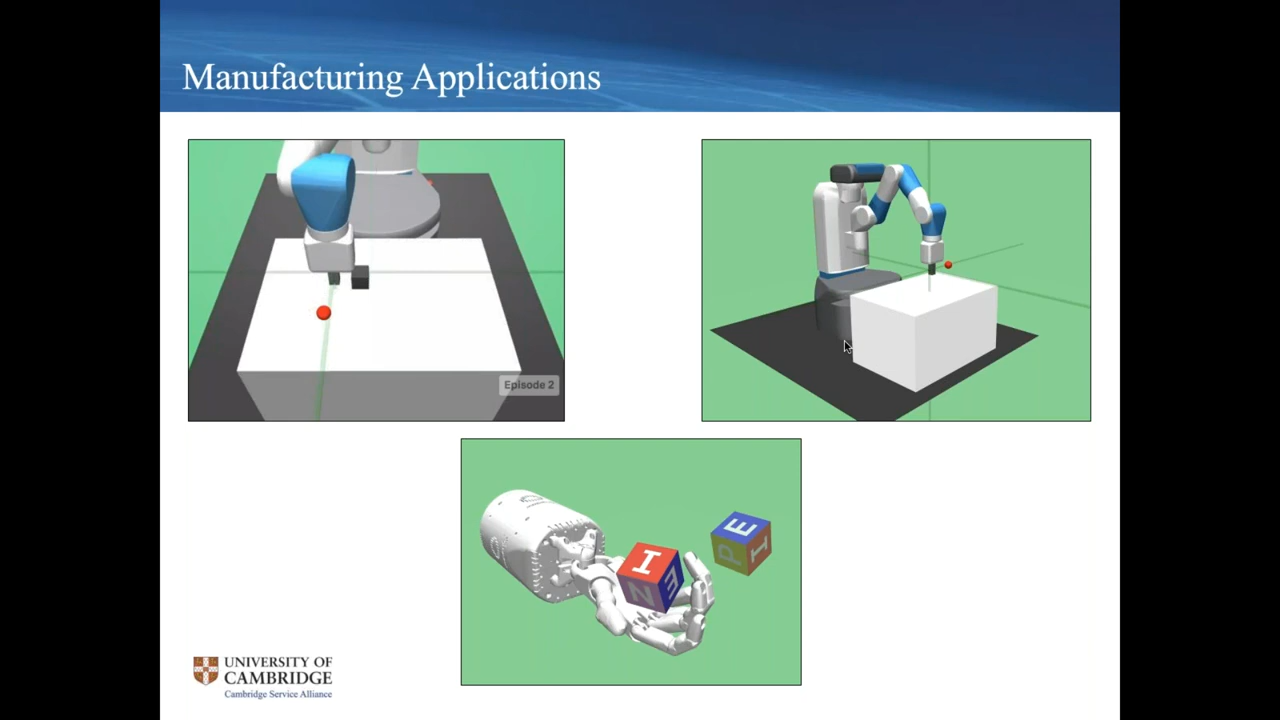 Manufacturing Applications
Episode 2
I
N
E
E
P
I
UNIVERSITY OF
CAMBRIDGE
Cambridge Service Alliance